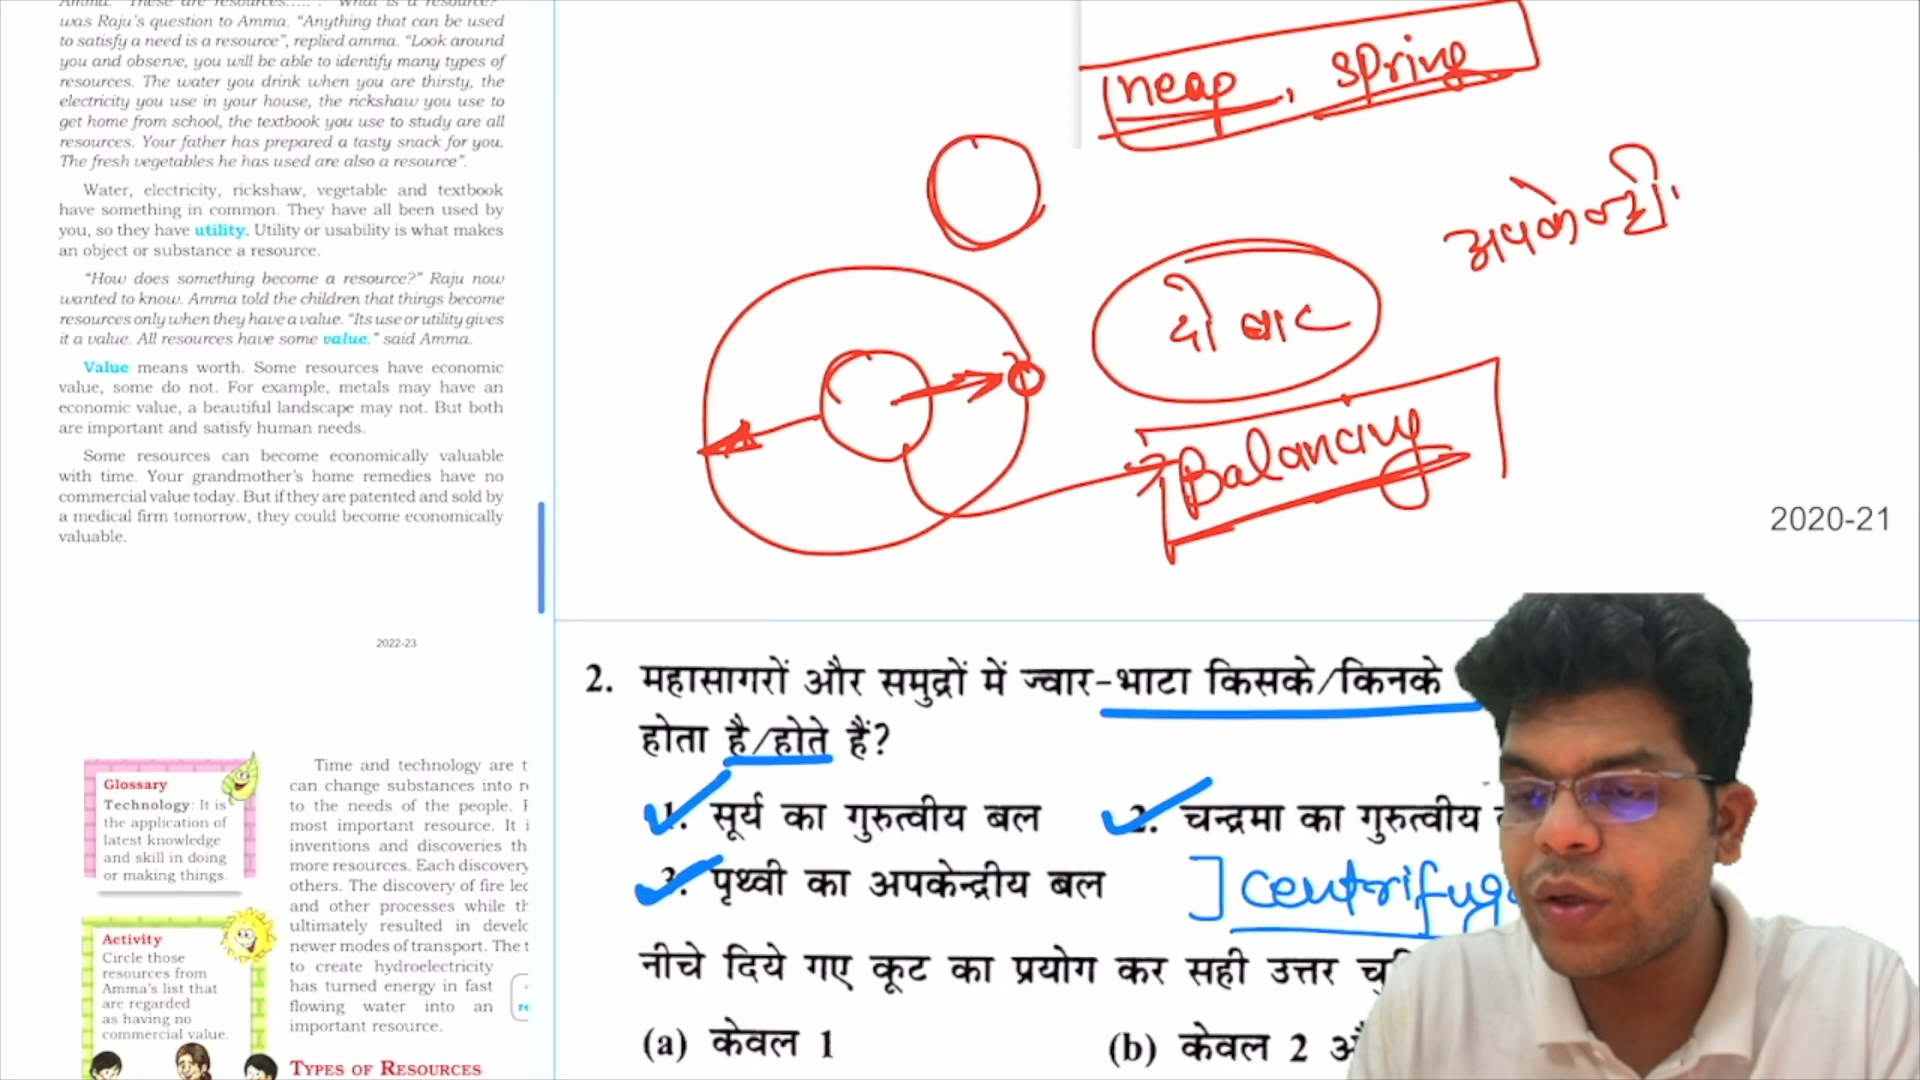 Amma. "These are resources..... . "What is a resource?"
was Raju's question to Amma. "Anything that can be used
to satisfy a need is a resource", replied amma. "Look around
you and observe, you will be able to identify many types of
resources. The water you drink when you are thirsty, the
electricity you use in your house, the rickshaw you use to
get home from school, the textbook you use to study are all
resources. Your father has prepared a tasty snack for you.
The fresh vegetables he has used are also a resource".
Water, electricity, rickshaw, vegetable and textbook
have something in common. They have all been used by
you, so they have utility. Utility or usability is what makes
an object or substance a resource.
"How does something become a resource?" Raju now
wanted to know. Amma told the children that things become
resources only when they have a value. "Its use or utility gives
it a value. All resources have some value." said Amma.
Value means worth. Some resources have economic
value, some do not. For example, metals may have an
economic value, a beautiful landscape may not. But both
are important and satisfy human needs.
Some resources can become economically valuable
with time. Your grandmother's home remedies have no
commercial value today. But if they are patented and sold by
a medical firm tomorrow, they could become economically
valuable.
2022-23
Glossary
Technology: It is
the application of
latest knowledge
and skill in doing
or making things.
Activity
Circle those
resources from
Amma's list that
are regarded
as having no
commercial value.
Time and technology are
can change substances into
to the needs of the people.
most important resource. It
inventions and discoveries
more resources. Each discovery
others. The discovery of fire
and other processes while
ultimately resulted in
newer modes of transport. The
to create hydroelectricity
has turned energy in fast
flowing water into an
important resource.
TYPES OF RESOURCES
neap, spring
अपकेन्द्री
दो बार
Balancing
2020-21
2. महासागरों और समुद्रों में ज्वार-भाटा किसके/किनके
होता है/होते हैं?
1. सूर्य का गुरुत्वीय बल 2. चन्द्रमा का गुरुत्वीय
3. पृथ्वी का अपकेन्द्रीय बल ] centrifug
नीचे दिये गए कूट का प्रयोग कर सही उत्तर
(a) केवल 1 (b) केवल 2